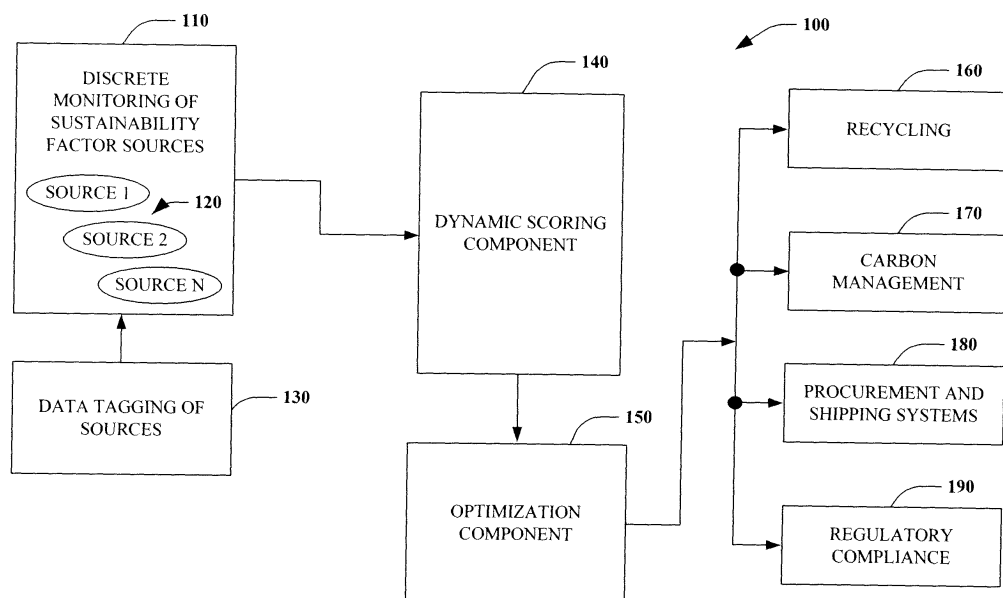 110
DISCRETE
MONITORING OF
SUSTAINABILITY
FACTOR SOURCES
SOURCE 1
120
SOURCE 2
SOURCE N
DATA TAGGING OF
SOURCES
130
140
DYNAMIC SCORING
COMPONENT
150
OPTIMIZATION
COMPONENT
100
160
RECYCLING
170
CARBON
MANAGEMENT
180
PROCUREMENT AND
SHIPPING SYSTEMS
190
REGULATORY
COMPLIANCE